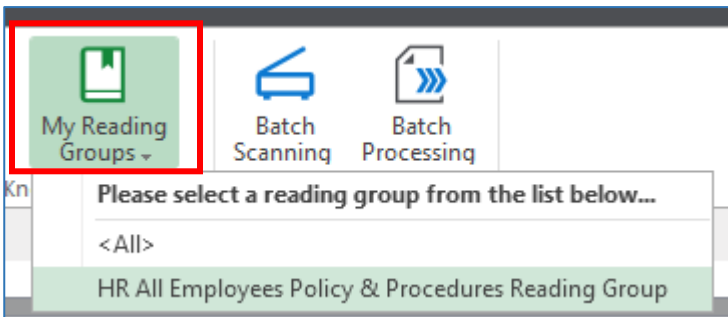 My Reading
Groups
Batch
Scanning
Batch
Processing
Kn
Please select a reading group from the list below...
<All>
HR All Employees Policy & Procedures Reading Group